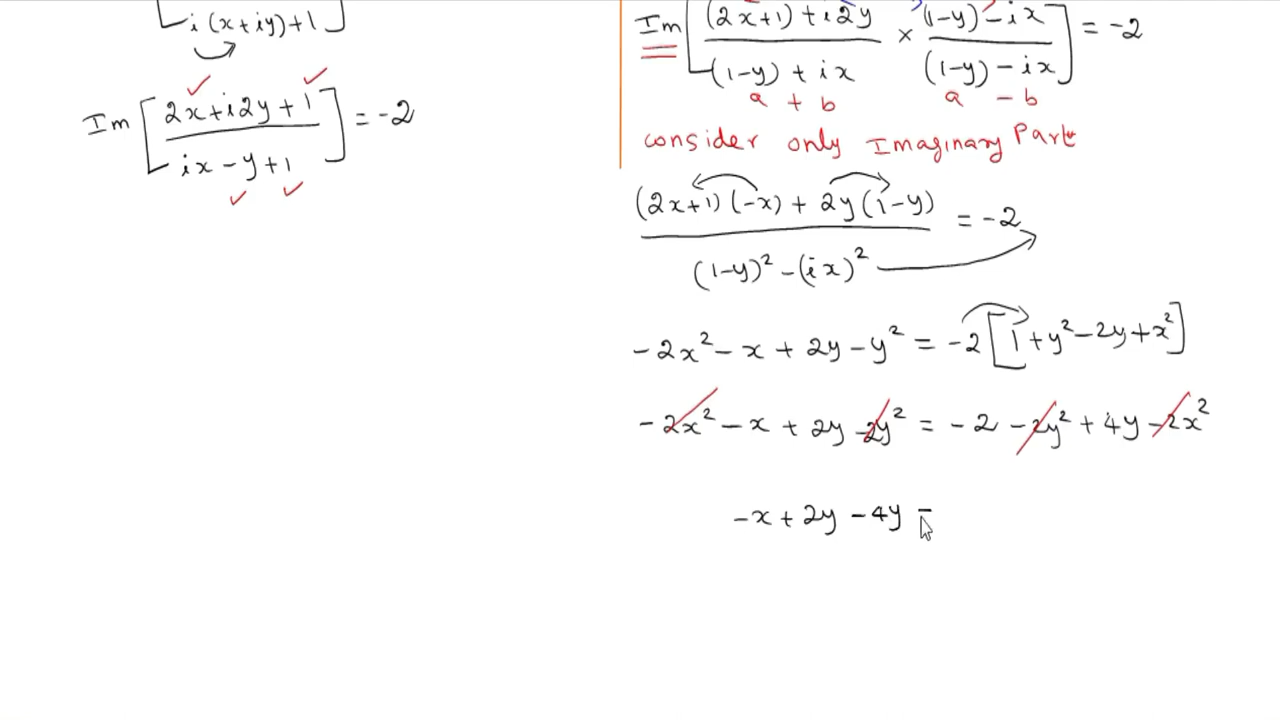 i(x+iy)+1]
Im [ 2x+i2y+1 / ix-y+1 ] = -2
Im [ (2x+1)+i2y / (1-y)+ix × (1-y)-ix / (1-y)-ix ] = -2
a + b a - b
consider only Imaginary Part
(2x+1)(-x) + 2y(1-y) / (1-y)² - (ix)² = -2
-2x² - x + 2y - y² = -2[1+y²-2y+x²]
-2x² - x + 2y - 2y² = -2 - 2y² + 4y - 2x²
-x + 2y - 4y =